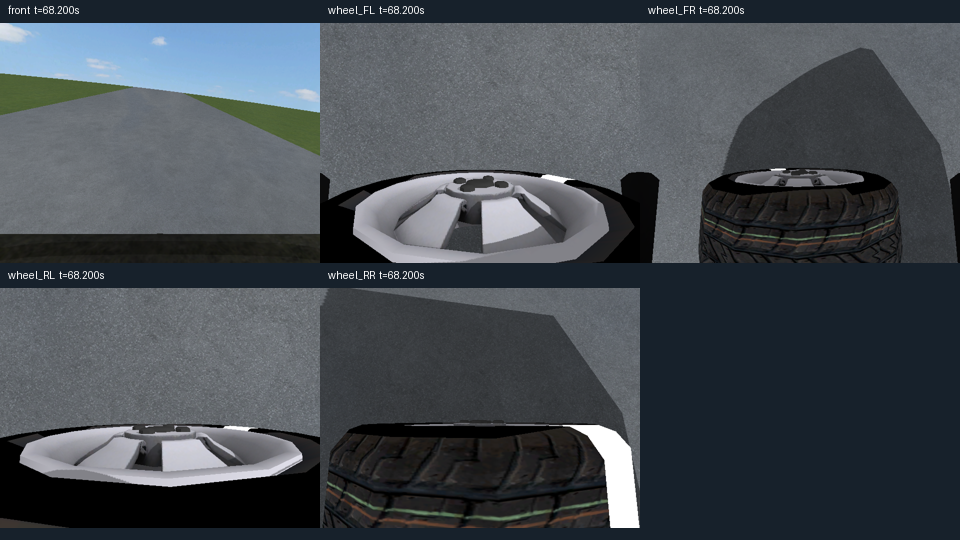 front t=68.200s
wheel_FL t=68.200s
wheel_FR t=68.200s
wheel_RL t=68.200s
wheel_RR t=68.200s